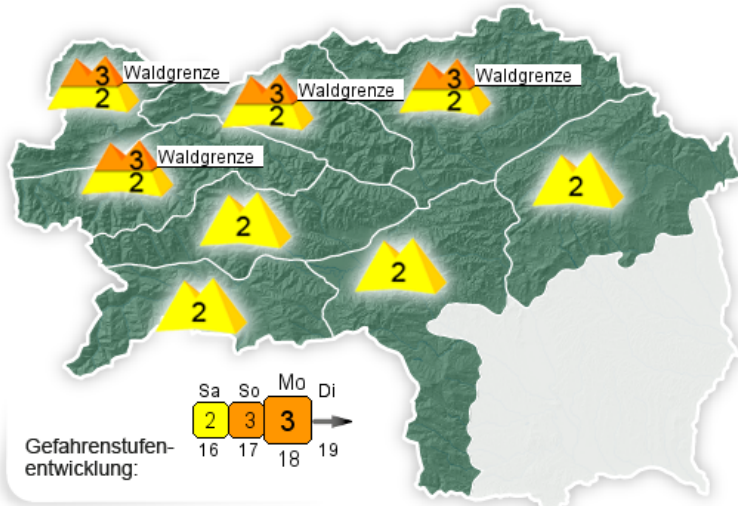 3 Waldgrenze
2
3 Waldgrenze
2
3 Waldgrenze
2
3 Waldgrenze
2
2
2
2
2
Sa So Mo Di
2 3 3
16 17 18 19
Gefahrenstufen-
entwicklung: